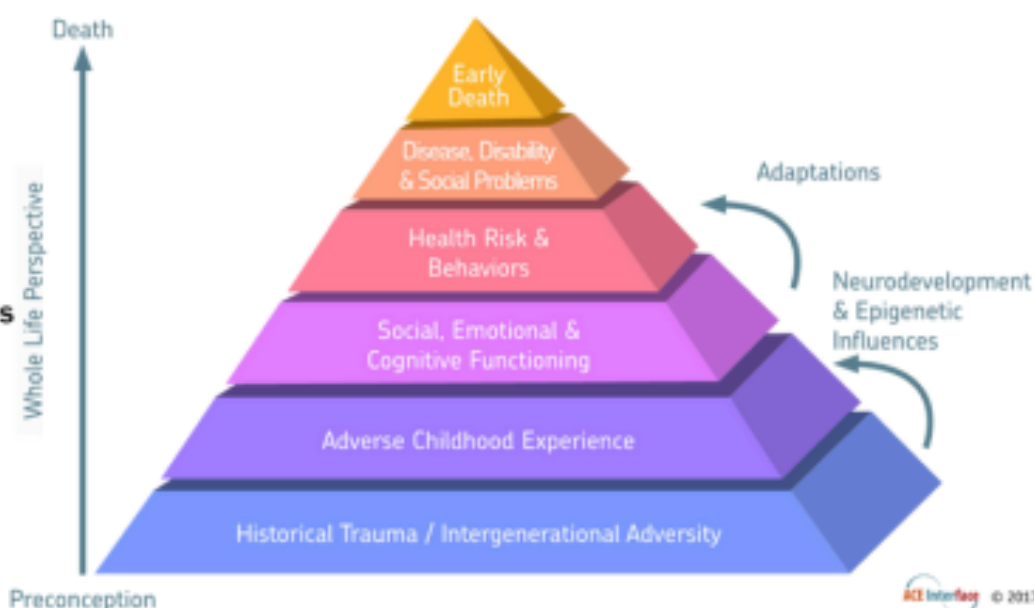 Death
Early
Death
Disease, Disability
& Social Problems
Adaptations
Health Risk &
Behaviors
Neurodevelopment
& Epigenetic
Influences
Whole Life Perspective
s
Social, Emotional &
Cognitive Functioning
Adverse Childhood Experience
Historical Trauma / Intergenerational Adversity
Preconception
ACE Interface ©